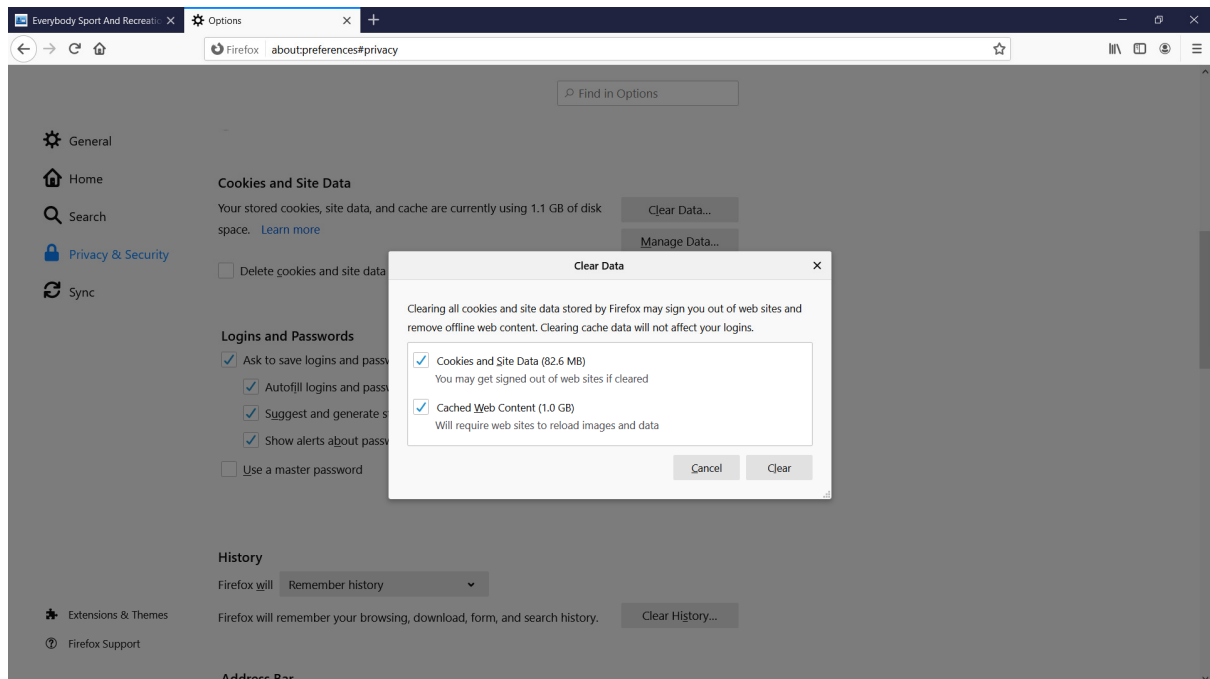 Everybody Sport And Recreatio
Options
Firefox about:preferences#privacy
Find in Options
General
Home
Search
Privacy & Security
Sync
Extensions & Themes
Firefox Support
Cookies and Site Data
Your stored cookies, site data, and cache are currently using 1.1 GB of disk
space. Learn more
Clear Data...
Manage Data...
Delete cookies and site data
Logins and Passwords
Ask to save logins and passw
Autofill logins and passw
Suggest and generate s
Show alerts about passw
Use a master password
History
Firefox will Remember history
Firefox will remember your browsing, download, form, and search history.
Clear History...
Address Bar
Clear Data
Clearing all cookies and site data stored by Firefox may sign you out of web sites and
remove offline web content. Clearing cache data will not affect your logins.
Cookies and Site Data (82.6 MB)
You may get signed out of web sites if cleared
Cached Web Content (1.0 GB)
Will require web sites to reload images and data
Cancel
Clear